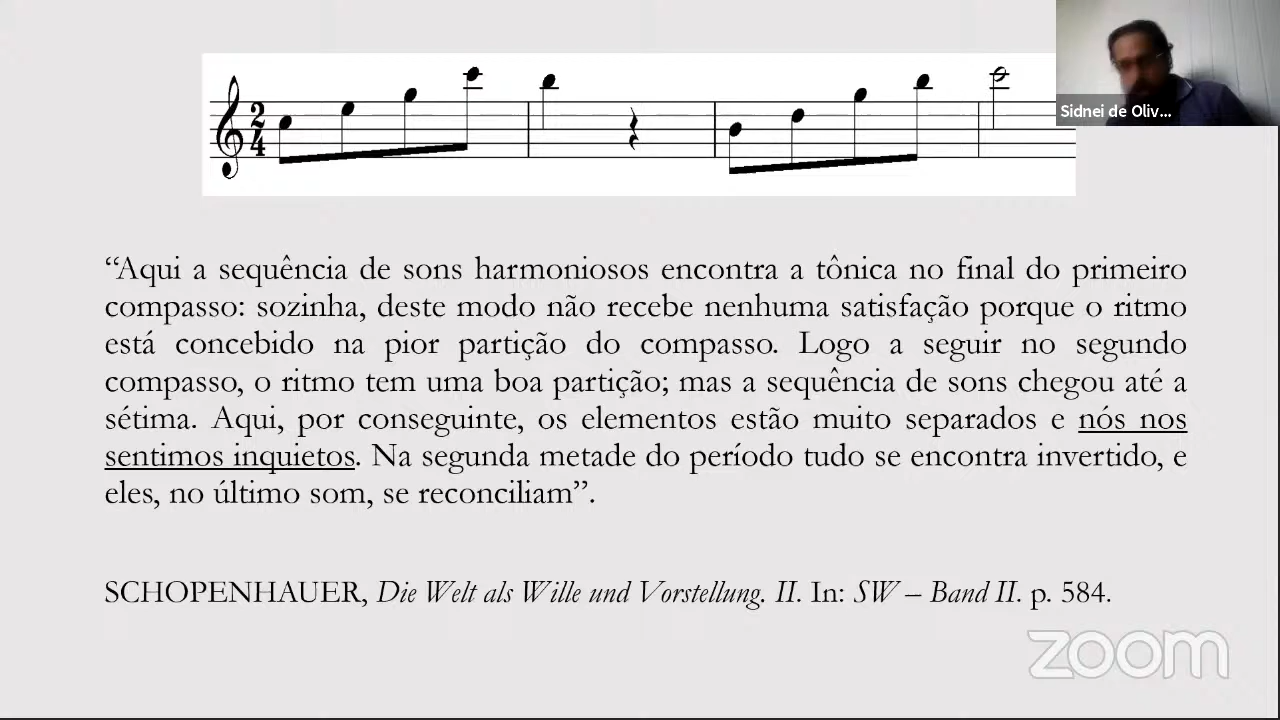 2
4
Sidnei de Oliv...
“Aqui a sequência de sons harmoniosos encontra a tônica no final do primeiro
compasso: sozinha, deste modo não recebe nenhuma satisfação porque o ritmo
está concebido na pior partição do compasso. Logo a seguir no segundo
compasso, o ritmo tem uma boa partição; mas a sequência de sons chegou até a
sétima. Aqui, por conseguinte, os elementos estão muito separados e nós nos
sentimos inquietos. Na segunda metade do período tudo se encontra invertido, e
eles, no último som, se reconciliam”.
SCHOPENHAUER, Die Welt als Wille und Vorstellung. II. In: SW – Band II. p. 584.
zoom